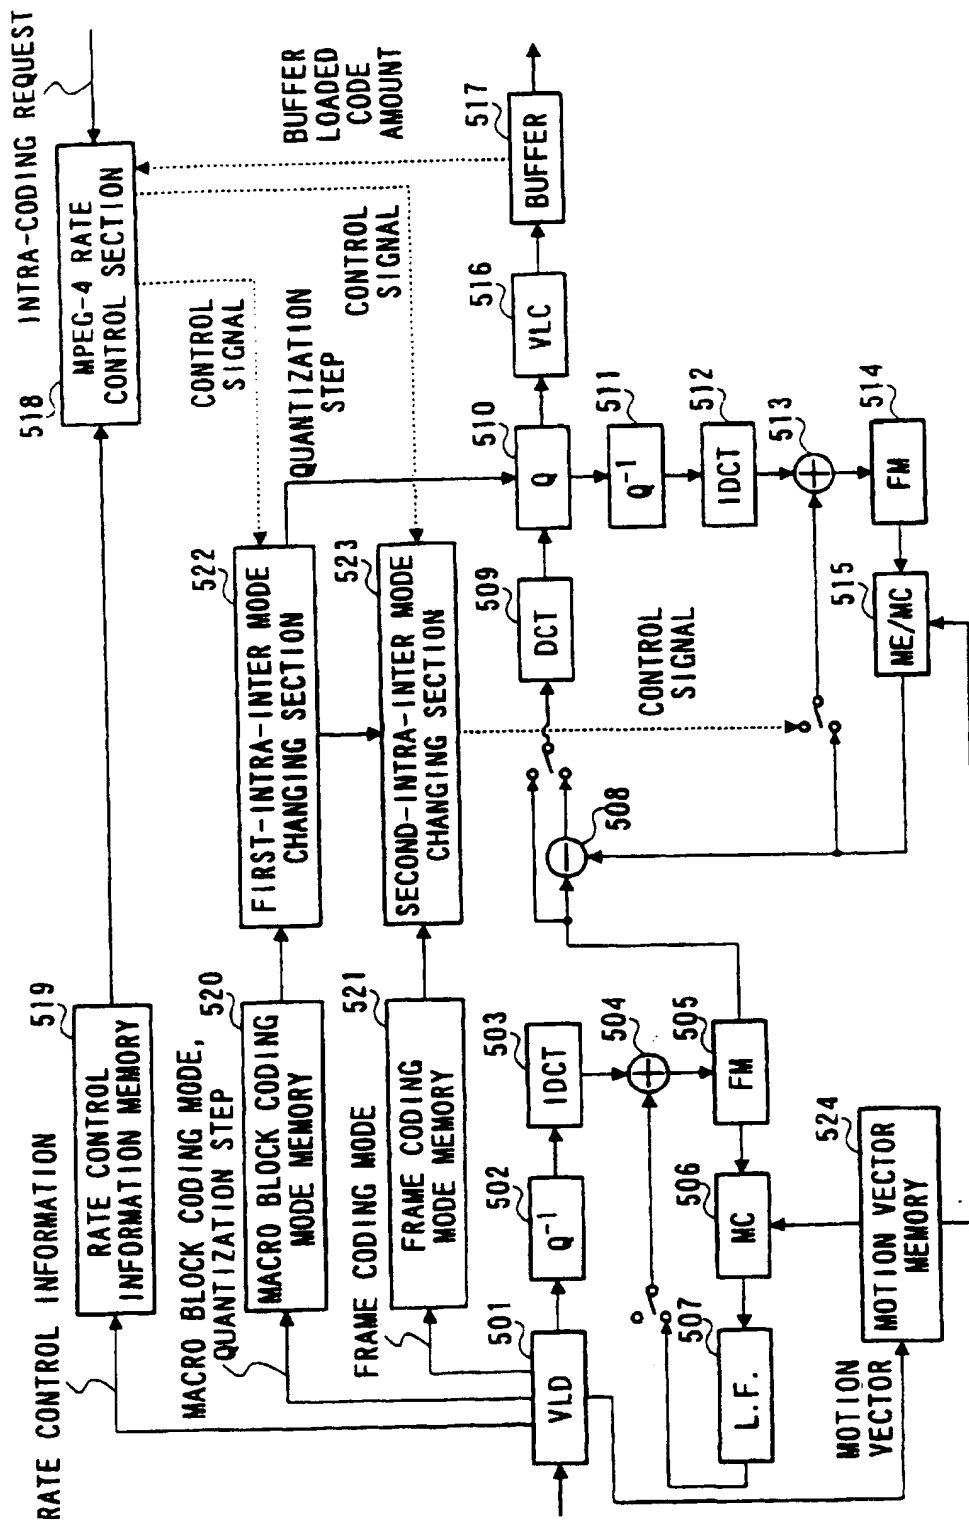 RATE CONTROL INFORMATION
519
RATE CONTROL
INFORMATION MEMORY
518
MPEG-4 RATE
CONTROL SECTION
INTRA-CODING REQUEST
MACRO BLOCK CODING MODE,
QUANTIZATION STEP
520
MACRO BLOCK CODING
MODE MEMORY
522
FIRST-INTRA-INTER MODE
CHANGING SECTION
CONTROL
SIGNAL
QUANTIZATION
STEP
BUFFER
LOADED
CODE
AMOUNT
FRAME CODING MODE
521
FRAME CODING
MODE MEMORY
523
SECOND-INTRA-INTER MODE
CHANGING SECTION
CONTROL
SIGNAL
501
VLD
502
Q-1
503
IDCT
504
505
FM
506
MC
507
L.F.
508
509
DCT
510
Q
516
VLC
517
BUFFER
511
Q-1
512
IDCT
513
514
FM
515
ME/MC
CONTROL
SIGNAL
MOTION
VECTOR
524
MOTION VECTOR
MEMORY